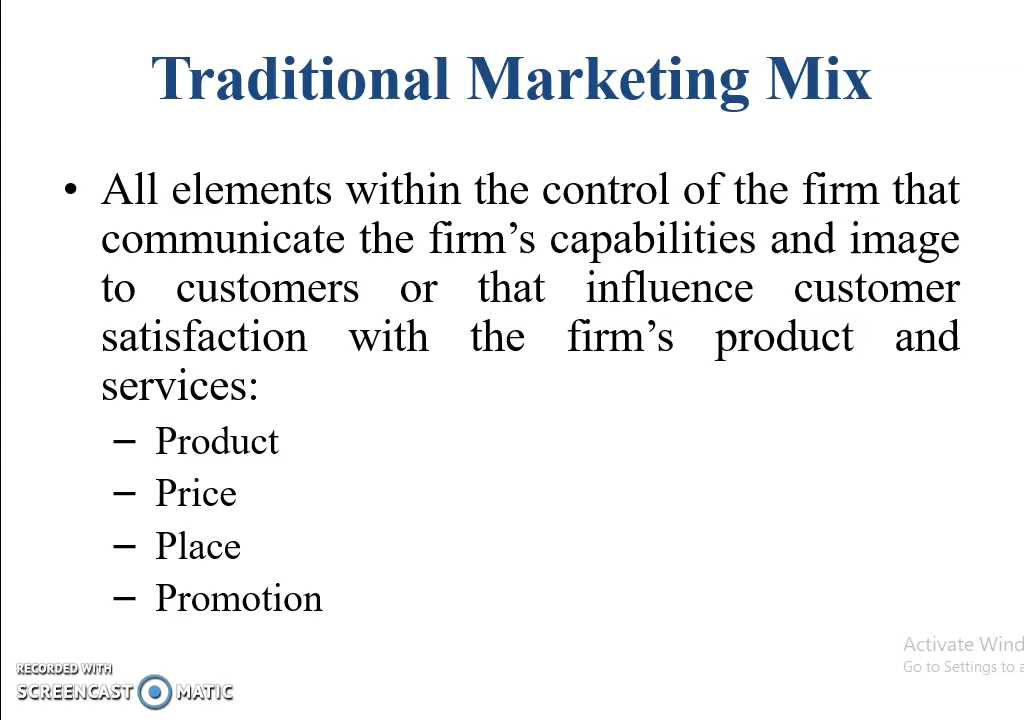 Traditional Marketing Mix
• All elements within the control of the firm that
communicate the firm’s capabilities and image
to customers or that influence customer
satisfaction with the firm’s product and
services:
– Product
– Price
– Place
– Promotion
Activate Wind
Go to Settings to a
RECORDED WITH
SCREENCAST MATIC